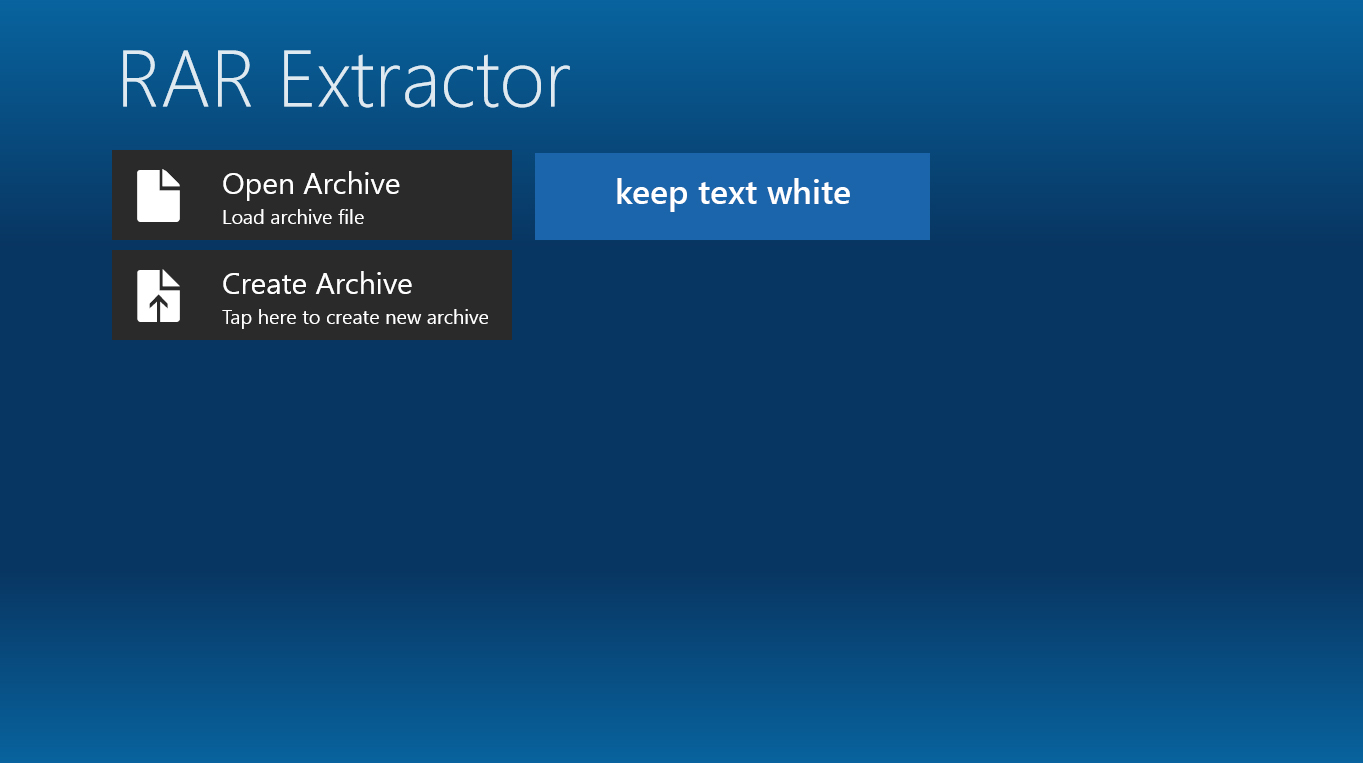 RAR Extractor
Open Archive
Load archive file
keep text white
Create Archive
Tap here to create new archive